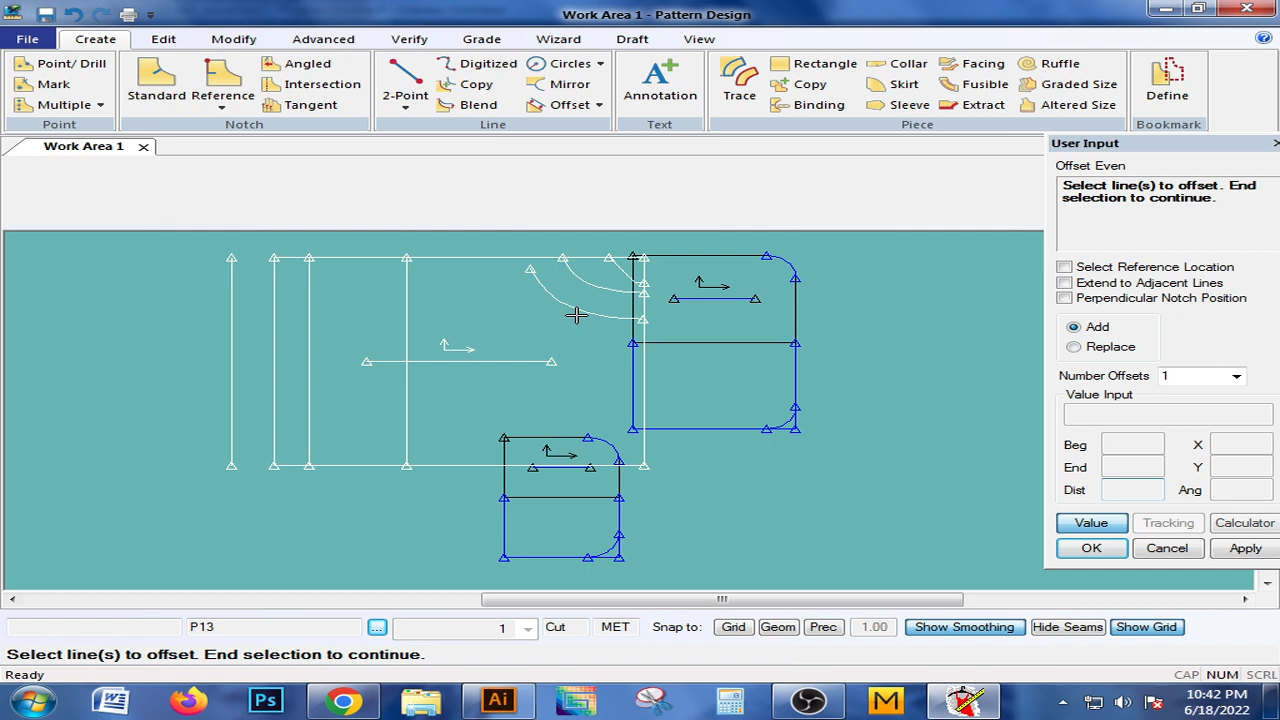 Work Area 1 - Pattern Design
File Create Edit View Modify Advanced Verify Grade Wizard Draft View
Point/ Drill
Mark
Multiple
Point
Standard
Reference
Angled
Intersection
Tangent
Notch
2-Point
Digitized
Copy
Blend
Circles
Mirror
Offset
Line
Annotation
Text
Trace
Rectangle
Copy
Binding
Collar
Skirt
Sleeve
Facing
Fusible
Extract
Ruffle
Graded Size
Altered Size
Piece
Define
Bookmark
Work Area 1
User Input
Offset Even
Select line(s) to offset. End
selection to continue.
Select Reference Location
Extend to Adjacent Lines
Perpendicular Notch Position
Add
Replace
Number Offsets 1
Value Input
Beg X
End Y
Dist Ang
Value Tracking Calculator
OK Cancel Apply
P13 ... 1 Cut MET Snap to: Grid Geom Prec 1.00 Show Smoothing Hide Seams Show Grid
Select line(s) to offset. End selection to continue.
Ready CAP NUM SCRL
W Ps Ai M
10:42 PM
6/18/2022